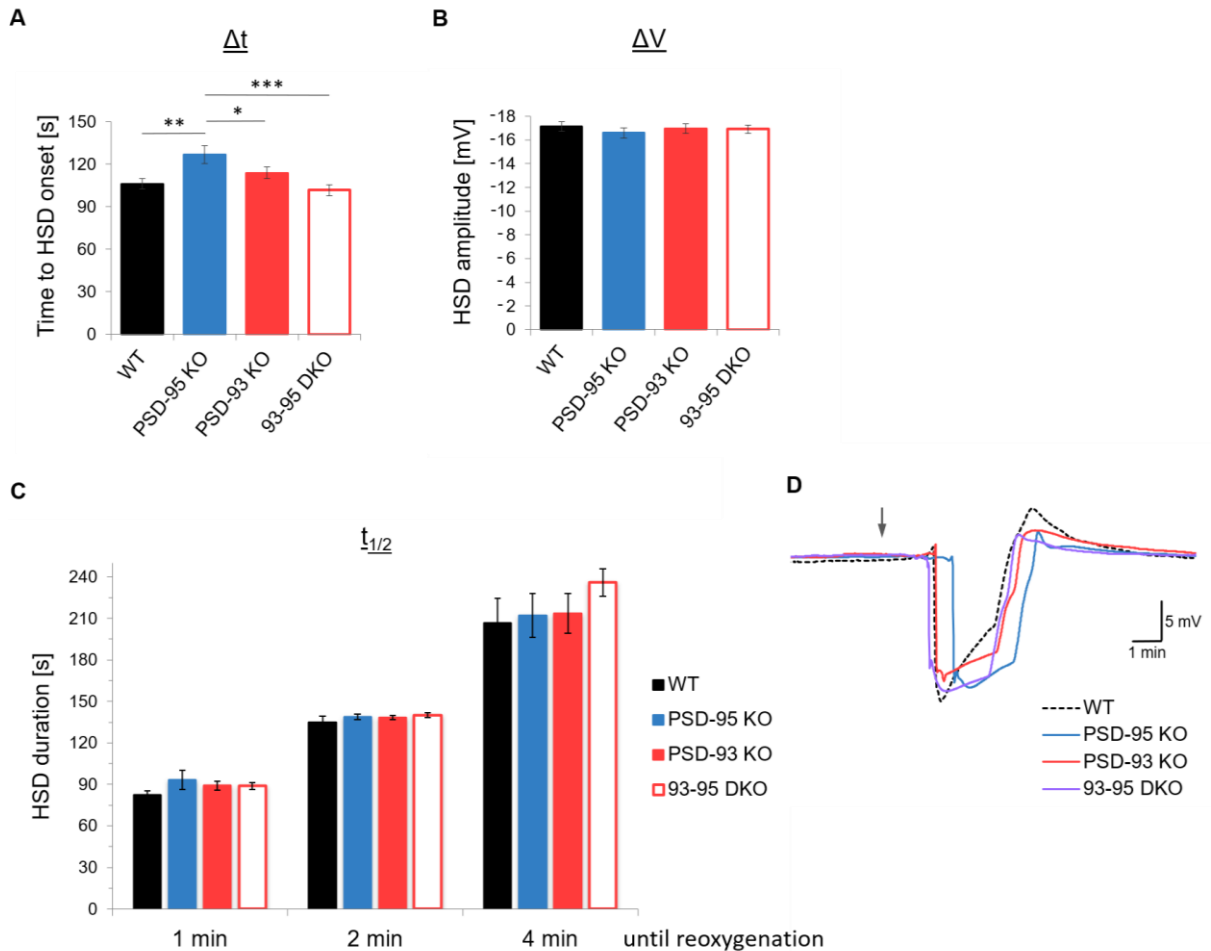 A
Δt
***
**
*
Time to HSD onset [s]
150
120
90
60
30
0
WT
PSD-95 KO
PSD-93 KO
93-95 DKO
B
ΔV
HSD amplitude [mV]
-18
-16
-14
-12
-10
-8
-6
-4
-2
0
WT
PSD-95 KO
PSD-93 KO
93-95 DKO
C
t1/2
HSD duration [s]
240
210
180
150
120
90
60
30
0
1 min
2 min
4 min
until reoxygenation
WT
PSD-95 KO
PSD-93 KO
93-95 DKO
D
5 mV
1 min
WT
PSD-95 KO
PSD-93 KO
93-95 DKO